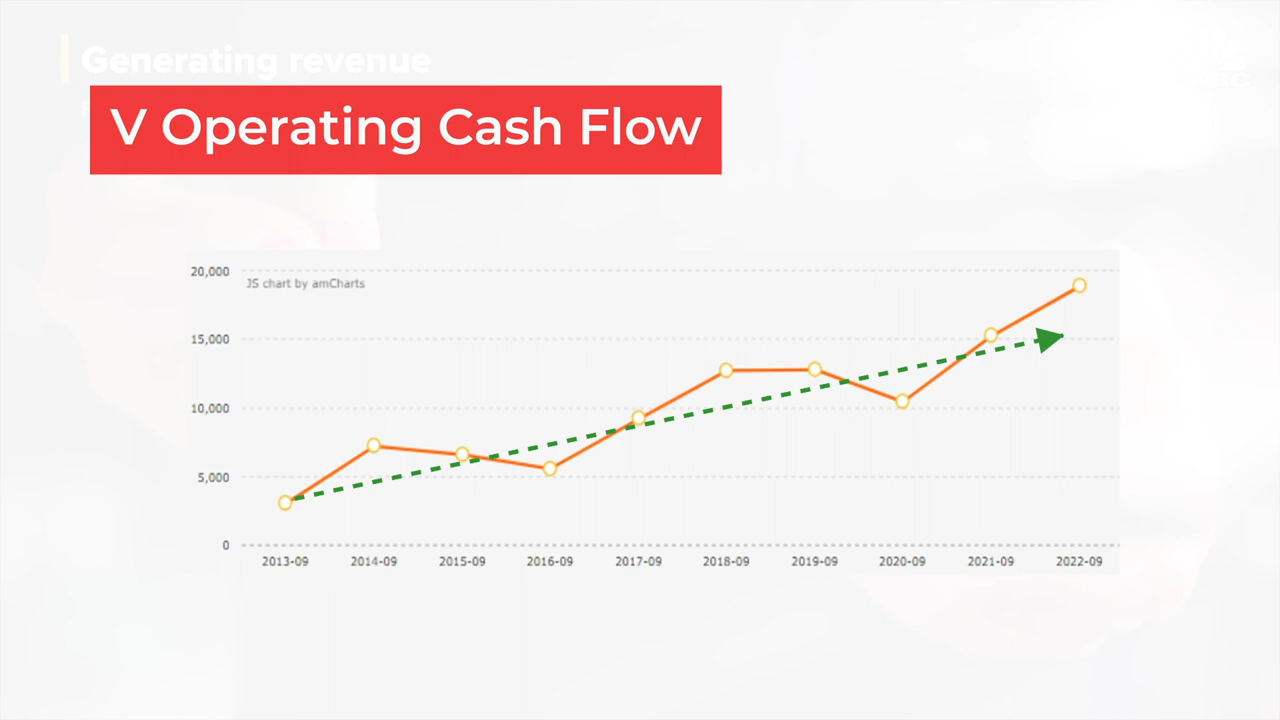 Generating revenue
V Operating Cash Flow
20,000
JS chart by amCharts
15,000
10,000
5,000
0
2013-09 2014-09 2015-09 2016-09 2017-09 2018-09 2019-09 2020-09 2021-09 2022-09